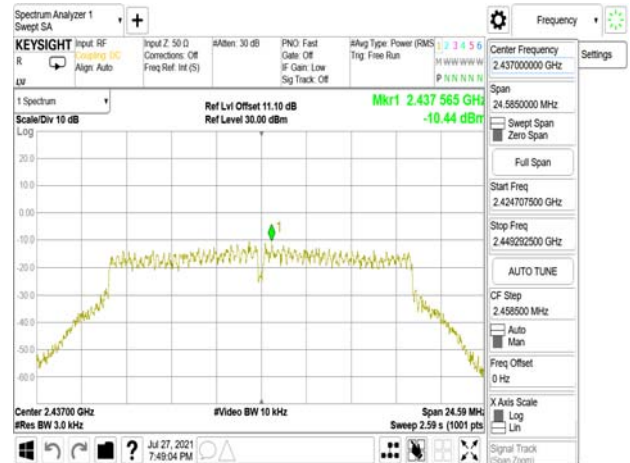 Spectrum Analyzer 1
Swept SA
+
Frequency
KEYSIGHT Input: RF Input Z: 50 Ω #Atten: 30 dB PNO: Fast #Avg Type: Power (RMS 1 2 3 4 5 6
R Coupling: DC Corrections: Off Gate: Off Trig: Free Run M W W W W W
Align: Auto Freq Ref: Int (S) IF Gain: Low
Sig Track: Off P N N N N N
1 Spectrum
Scale/Div 10 dB
Ref Lvl Offset 11.10 dB
Ref Level 30.00 dBm
Mkr1 2.437 565 GHz
-10.44 dBm
Log
20.0
10.0
0.00
-10.0
-20.0
-30.0
-40.0
-50.0
-60.0
1
Center 2.43700 GHz #Video BW 10 kHz Span 24.59 MHz
#Res BW 3.0 kHz Sweep 2.59 s (1001 pts
? Jul 27, 2021
7:49:04 PM
Center Frequency
2.437000000 GHz
Settings
Span
24.5850000 MHz
Swept Span
Zero Span
Full Span
Start Freq
2.424707500 GHz
Stop Freq
2.449292500 GHz
AUTO TUNE
CF Step
2.458500 MHz
Auto
Man
Freq Offset
0 Hz
X Axis Scale
Log
Lin
Signal Track
(Span Zoom)